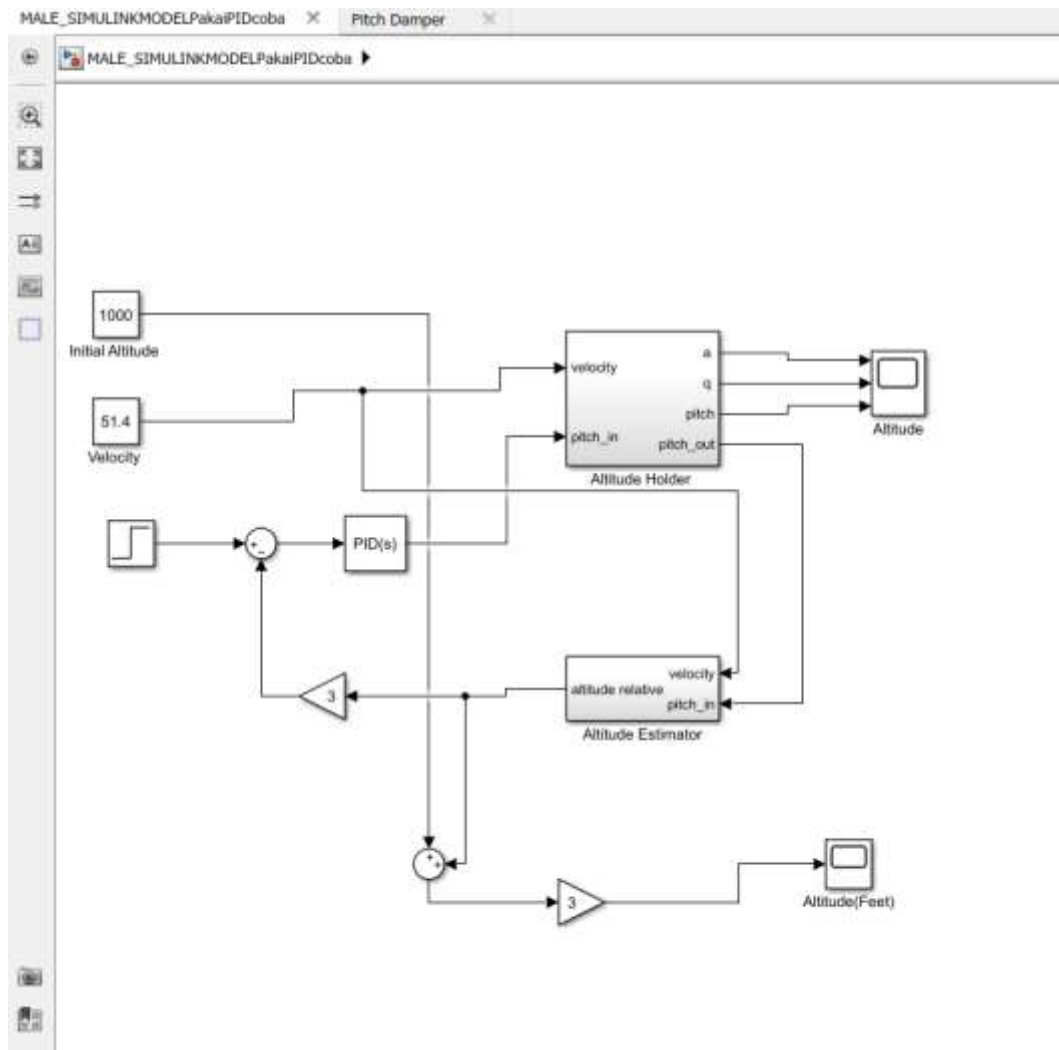 MALE_SIMULINKMODELPakaiPIDcoba
Pitch Damper
MALE_SIMULINKMODELPakaiPIDcoba
1000
Initial Altitude
51.4
Velocity
velocity
pitch_in
a
q
pitch
pitch_out
Altitude Holder
Altitude
PID(s)
3
velocity
altitude relative
pitch_in
Altitude Estimator
3
Altitude(Feet)